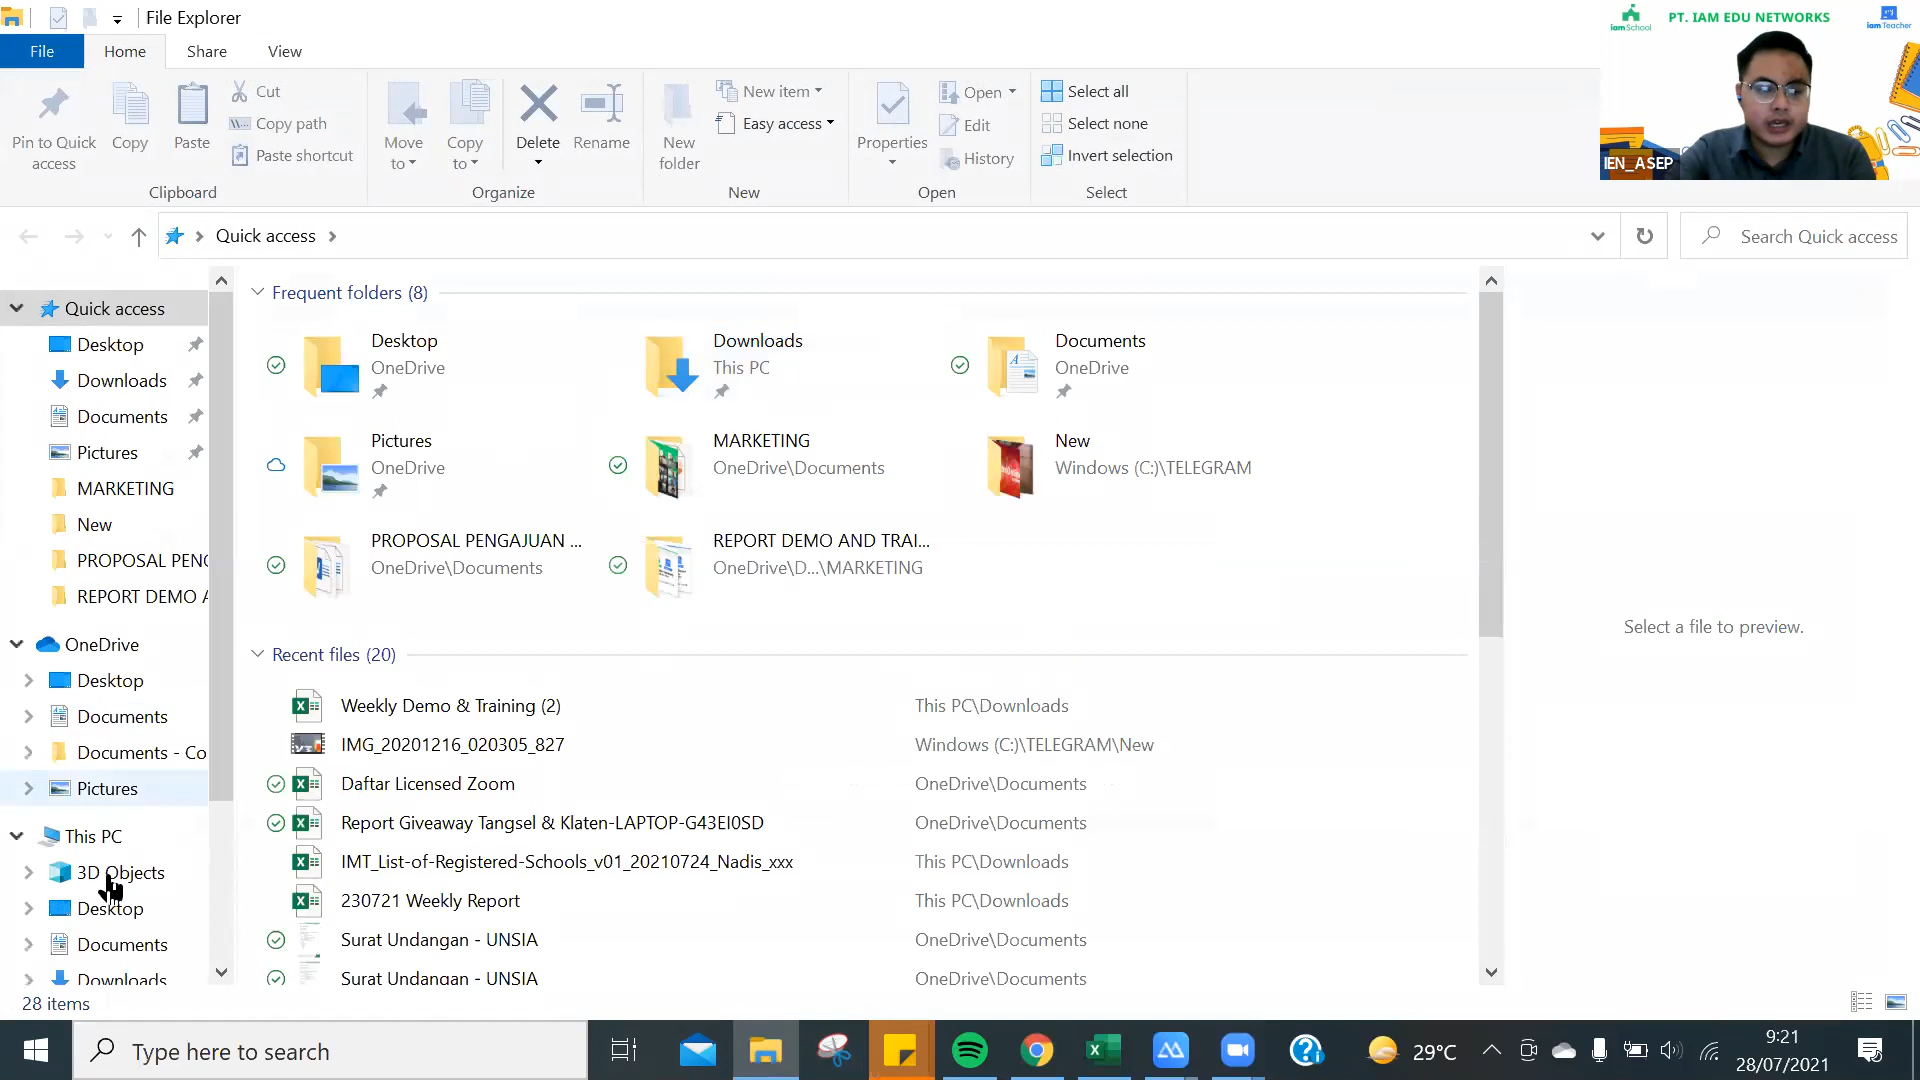 File Explorer
File Home Share View
Pin to Quick access
Copy
Paste
Cut
Copy path
Paste shortcut
Clipboard
Move to
Copy to
Delete
Rename
Organize
New folder
New item
Easy access
New
Properties
Open
Edit
History
Open
Select all
Select none
Invert selection
Select
iam School
PT. IAM EDU NETWORKS
iam Teacher
IEN_ASEP
Quick access
Search Quick access
Quick access
Desktop
Downloads
Documents
Pictures
MARKETING
New
PROPOSAL PENG
REPORT DEMO A
OneDrive
Desktop
Documents
Documents - Co
Pictures
This PC
3D Objects
Desktop
Documents
Downloads
Frequent folders (8)
Desktop
OneDrive
Downloads
This PC
Documents
OneDrive
Pictures
OneDrive
MARKETING
OneDrive\Documents
New
Windows (C:)\TELEGRAM
PROPOSAL PENGAJUAN ...
OneDrive\Documents
REPORT DEMO AND TRAI...
OneDrive\D...\MARKETING
Recent files (20)
Weekly Demo & Training (2) This PC\Downloads
IMG_20201216_020305_827 Windows (C:)\TELEGRAM\New
Daftar Licensed Zoom OneDrive\Documents
Report Giveaway Tangsel & Klaten-LAPTOP-G43EI0SD OneDrive\Documents
IMT_List-of-Registered-Schools_v01_20210724_Nadis_xxx This PC\Downloads
230721 Weekly Report This PC\Downloads
Surat Undangan - UNSIA OneDrive\Documents
Surat Undangan - UNSIA OneDrive\Documents
Select a file to preview.
28 items
Type here to search
29°C
9:21
28/07/2021